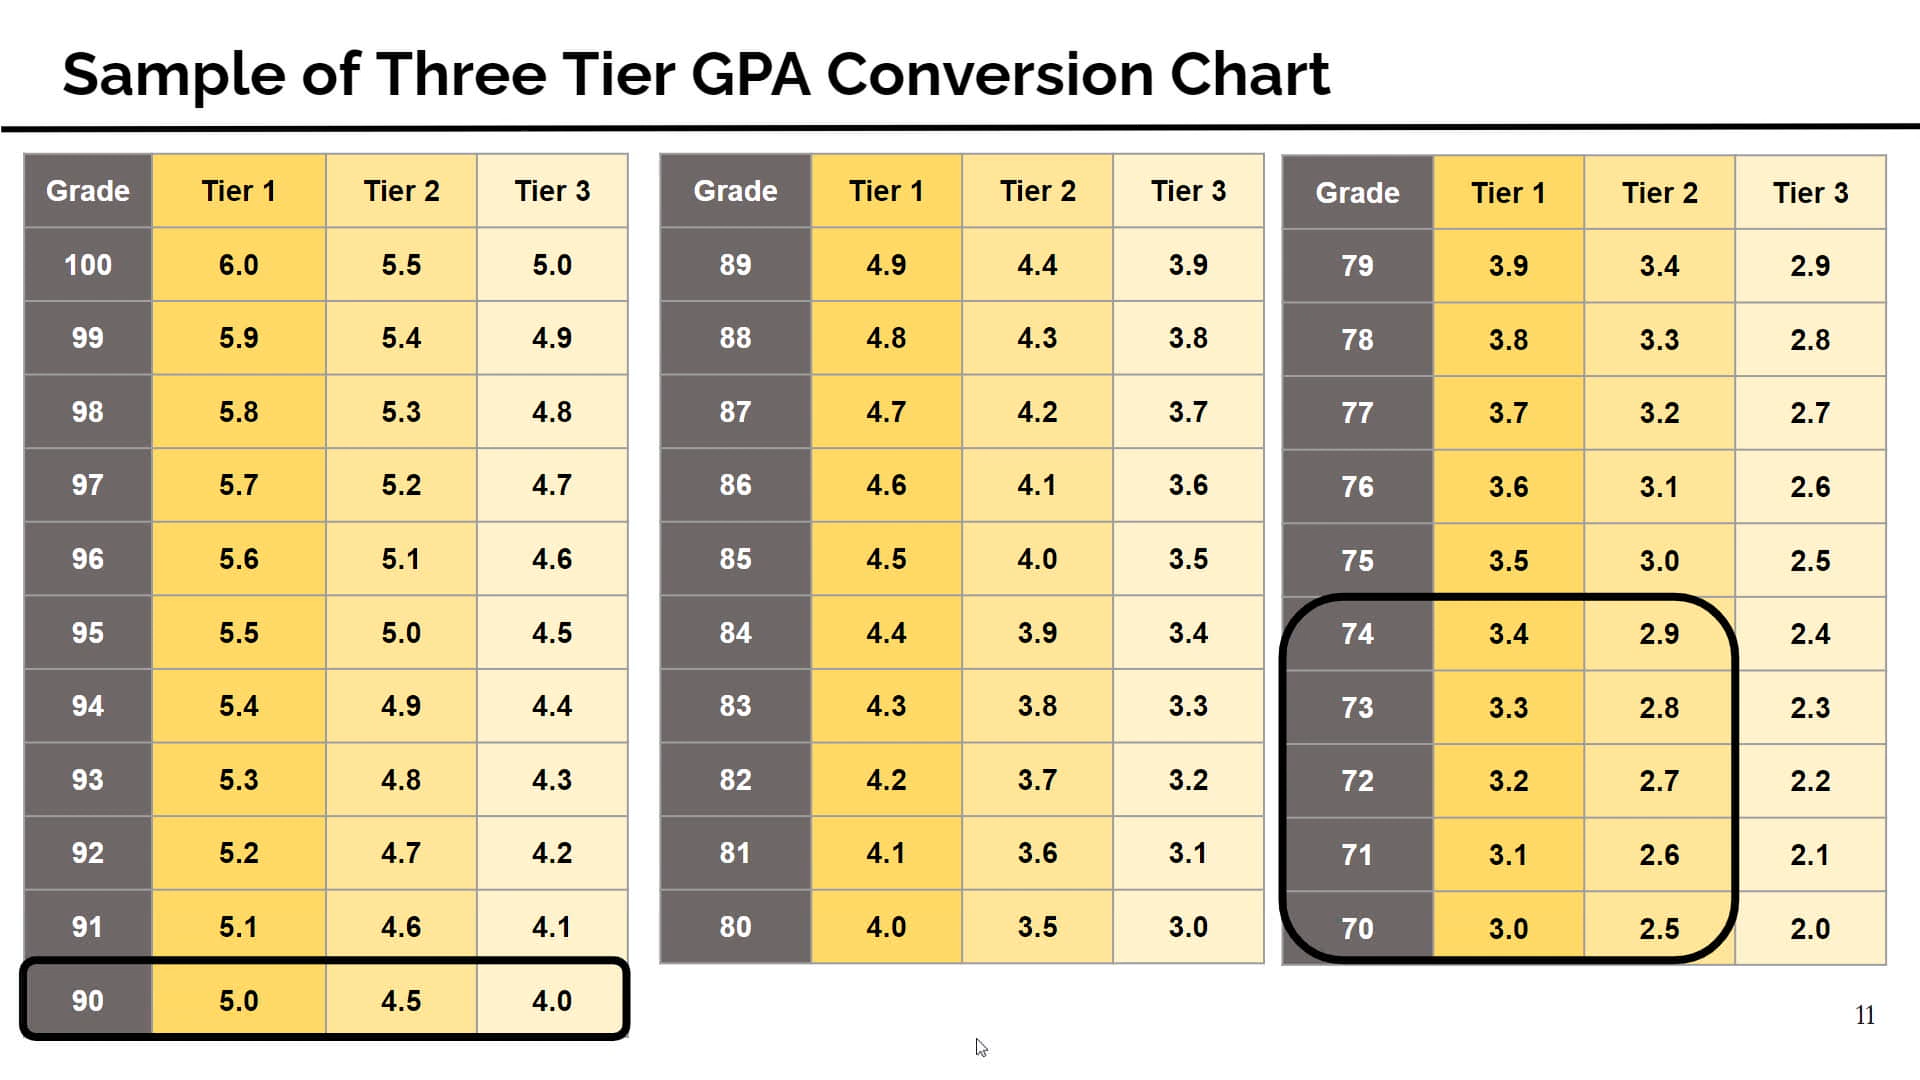 Sample of Three Tier GPA Conversion Chart
Grade Tier 1 Tier 2 Tier 3
100 6.0 5.5 5.0
99 5.9 5.4 4.9
98 5.8 5.3 4.8
97 5.7 5.2 4.7
96 5.6 5.1 4.6
95 5.5 5.0 4.5
94 5.4 4.9 4.4
93 5.3 4.8 4.3
92 5.2 4.7 4.2
91 5.1 4.6 4.1
90 5.0 4.5 4.0
Grade Tier 1 Tier 2 Tier 3
89 4.9 4.4 3.9
88 4.8 4.3 3.8
87 4.7 4.2 3.7
86 4.6 4.1 3.6
85 4.5 4.0 3.5
84 4.4 3.9 3.4
83 4.3 3.8 3.3
82 4.2 3.7 3.2
81 4.1 3.6 3.1
80 4.0 3.5 3.0
Grade Tier 1 Tier 2 Tier 3
79 3.9 3.4 2.9
78 3.8 3.3 2.8
77 3.7 3.2 2.7
76 3.6 3.1 2.6
75 3.5 3.0 2.5
74 3.4 2.9 2.4
73 3.3 2.8 2.3
72 3.2 2.7 2.2
71 3.1 2.6 2.1
70 3.0 2.5 2.0
11